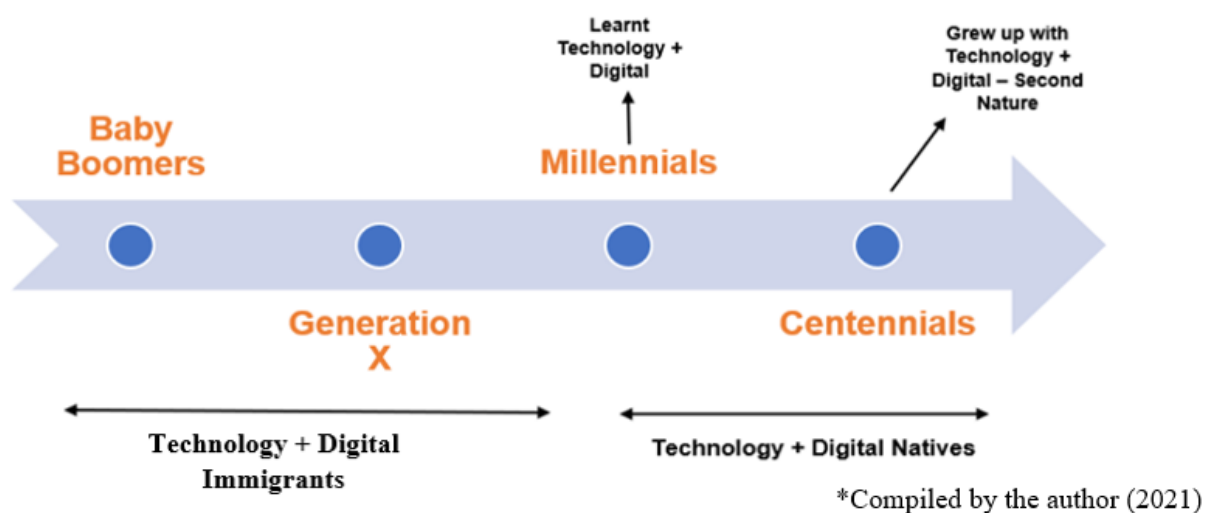 Learnt
Technology +
Digital
Grew up with
Technology +
Digital – Second
Nature
Baby
Boomers
Millennials
Generation
X
Centennials
Technology + Digital
Immigrants
Technology + Digital Natives
*Compiled by the author (2021)